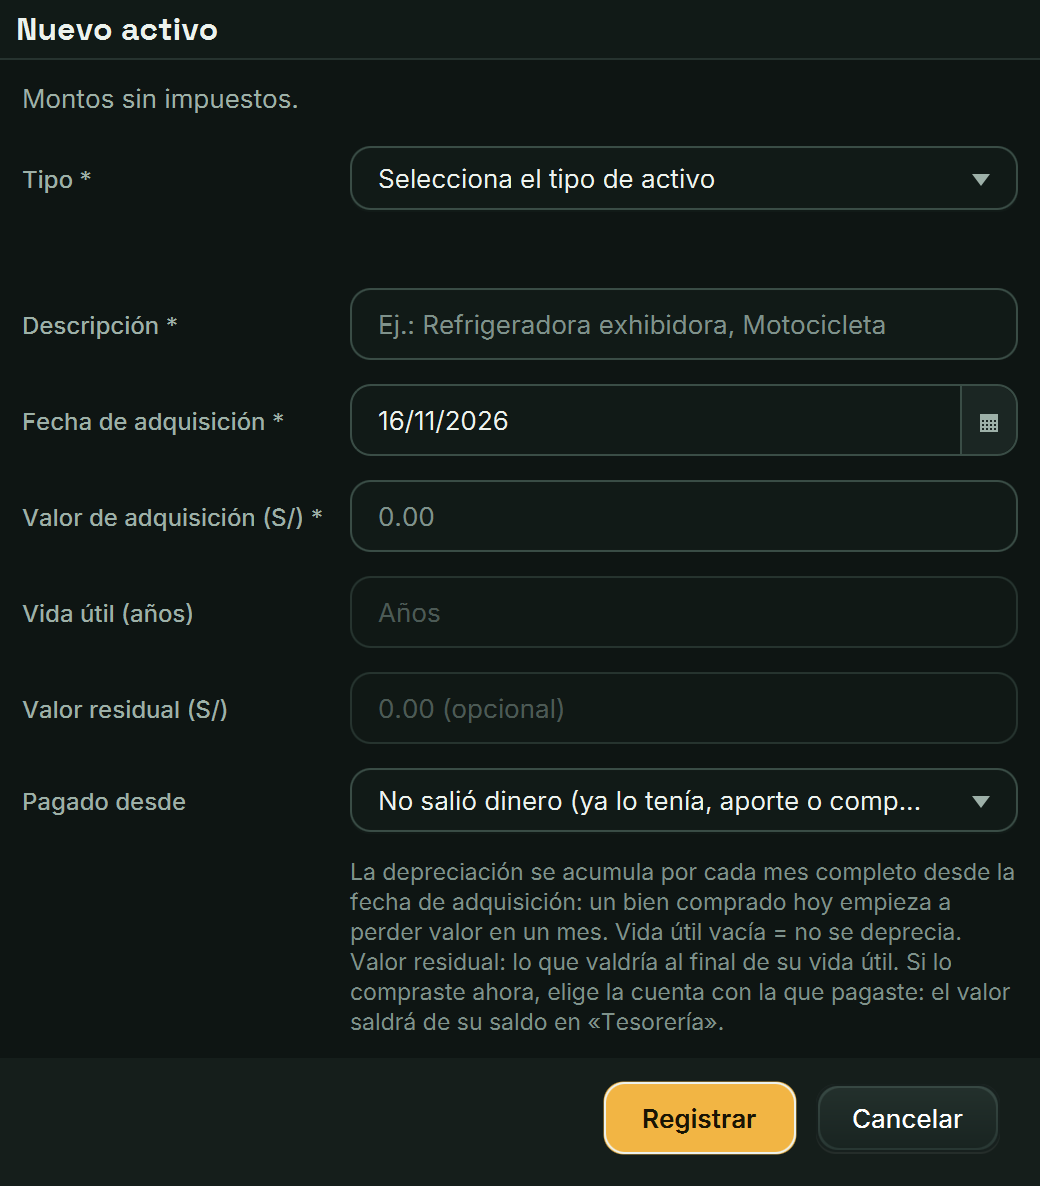 Nuevo activo
Montos sin impuestos.
Tipo *
Selecciona el tipo de activo
Descripción *
Ej.: Refrigeradora exhibidora, Motocicleta
Fecha de adquisición *
16/11/2026
Valor de adquisición (S/) *
0.00
Vida útil (años)
Años
Valor residual (S/)
0.00 (opcional)
Pagado desde
No salió dinero (ya lo tenía, aporte o comp...
La depreciación se acumula por cada mes completo desde la
fecha de adquisición: un bien comprado hoy empieza a
perder valor en un mes. Vida útil vacía = no se deprecia.
Valor residual: lo que valdría al final de su vida útil. Si lo
compraste ahora, elige la cuenta con la que pagaste: el valor
saldrá de su saldo en «Tesorería».
Registrar
Cancelar